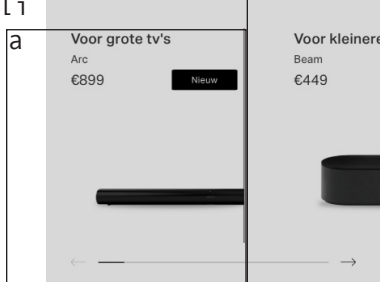 a
Voor grote tv's
Arc
€899
Nieuw
Voor kleinere
Beam
€449